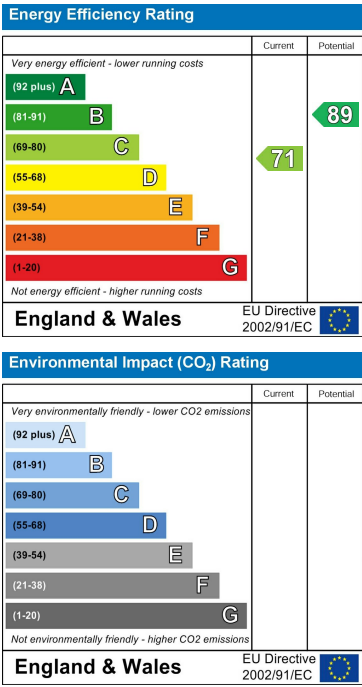 Energy Efficiency Rating
Current Potential
Very energy efficient - lower running costs
(92 plus) A
(81-91) B
89
(69-80) C
71
(55-68) D
(39-54) E
(21-38) F
(1-20) G
Not energy efficient - higher running costs
England & Wales
EU Directive
2002/91/EC
Environmental Impact (CO₂) Rating
Current Potential
Very environmentally friendly - lower CO2 emissions
(92 plus) A
(81-91) B
(69-80) C
(55-68) D
(39-54) E
(21-38) F
(1-20) G
Not environmentally friendly - higher CO2 emissions
England & Wales
EU Directive
2002/91/EC